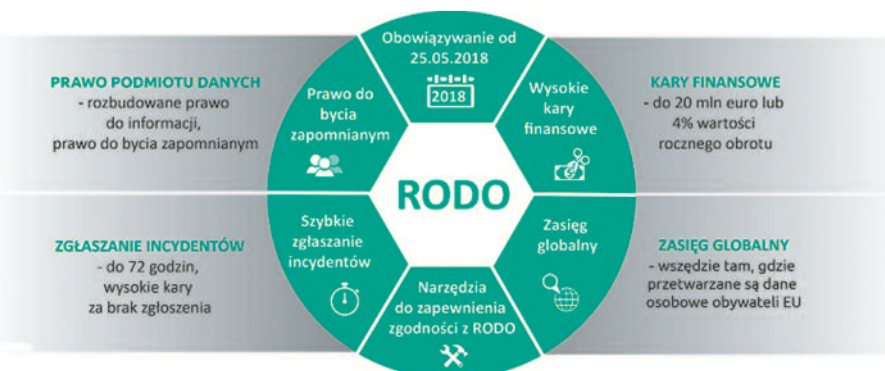 PRAWO PODMIOTU DANYCH
- rozbudowane prawo
do informacji,
prawo do bycia zapomnianym
ZGŁASZANIE INCYDENTÓW
- do 72 godzin,
wysokie kary
za brak zgłoszenia
Obowiązywanie od
25.05.2018
2018
Prawo do
bycia
zapomnianym
Wysokie
kary
finansowe
RODO
Szybkie
zgłaszanie
incydentów
Zasięg
globalny
Narzędzia
do zapewnienia
zgodności z RODO
KARY FINANSOWE
- do 20 mln euro lub
4% wartości
rocznego obrotu
ZASIĘG GLOBALNY
- wszędzie tam, gdzie
przetwarzane są dane
osobowe obywateli EU